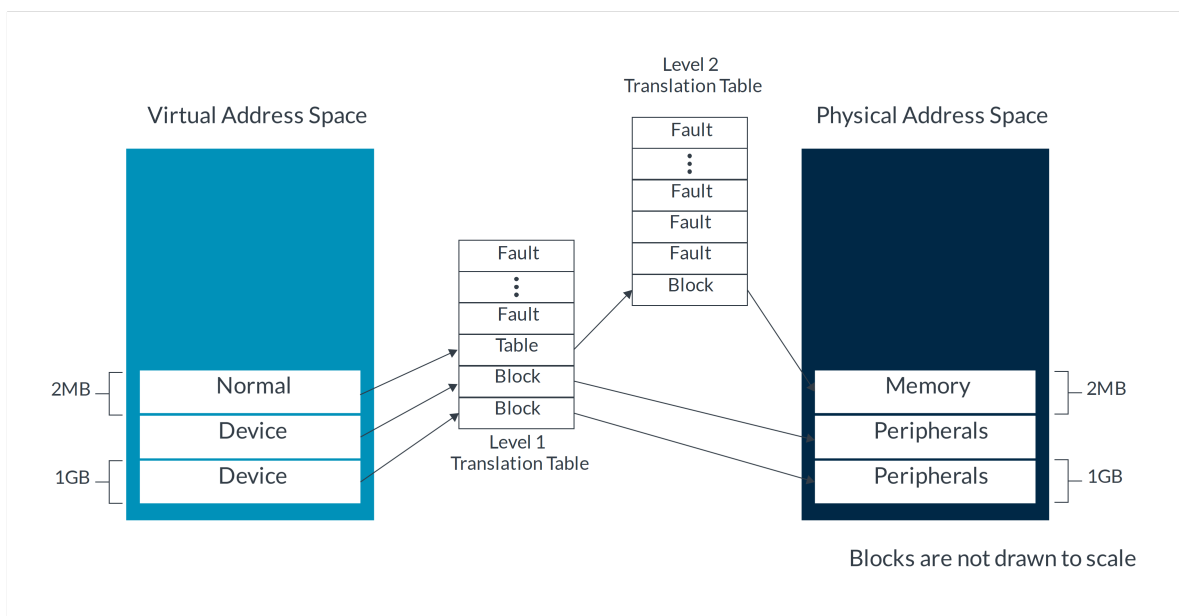 Level 2
Translation Table
Virtual Address Space
Physical Address Space
Fault
⋮
Fault
Fault
Fault
Block
Fault
⋮
Fault
Table
Block
Block
Level 1
Translation Table
2MB
Normal
Device
1GB
Device
Memory
2MB
Peripherals
Peripherals
1GB
Blocks are not drawn to scale